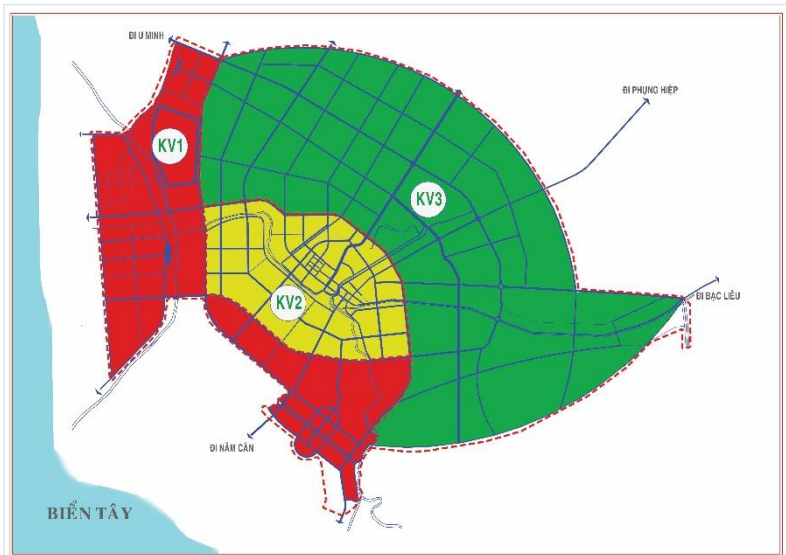 ĐI U MINH
ĐI PHỤNG HIỆP
KV1
KV3
KV2
ĐI BẠC LIÊU
ĐI NĂM CĂN
BIỂN TÂY